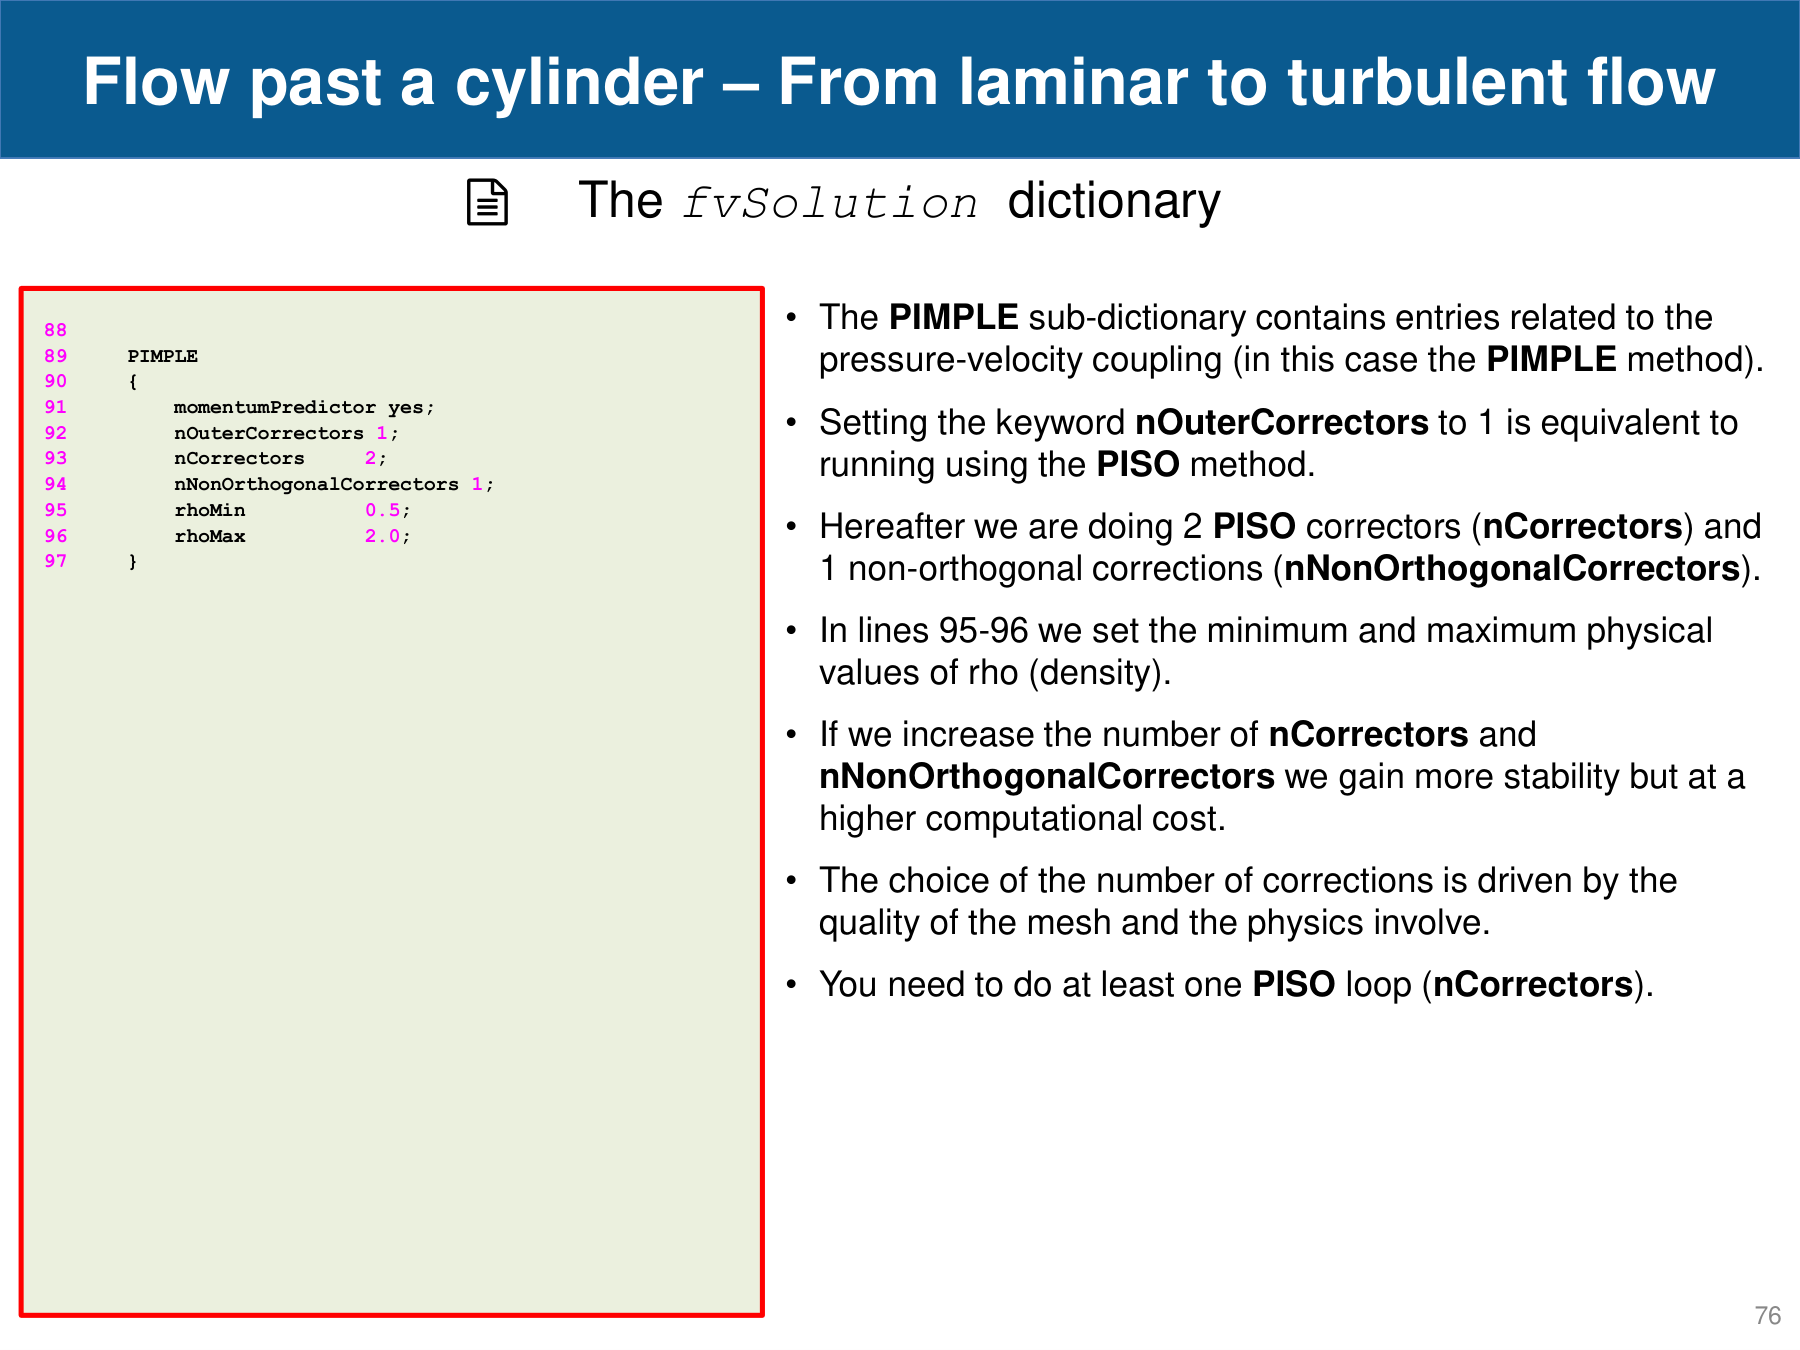 Flow past a cylinder – From laminar to turbulent flow
The fvSolution dictionary
88
89 PIMPLE
90 {
91 momentumPredictor yes;
92 nOuterCorrectors 1;
93 nCorrectors 2;
94 nNonOrthogonalCorrectors 1;
95 rhoMin 0.5;
96 rhoMax 2.0;
97 }
• The PIMPLE sub-dictionary contains entries related to the
pressure-velocity coupling (in this case the PIMPLE method).
• Setting the keyword nOuterCorrectors to 1 is equivalent to
running using the PISO method.
• Hereafter we are doing 2 PISO correctors (nCorrectors) and
1 non-orthogonal corrections (nNonOrthogonalCorrectors).
• In lines 95-96 we set the minimum and maximum physical
values of rho (density).
• If we increase the number of nCorrectors and
nNonOrthogonalCorrectors we gain more stability but at a
higher computational cost.
• The choice of the number of corrections is driven by the
quality of the mesh and the physics involve.
• You need to do at least one PISO loop (nCorrectors).
76